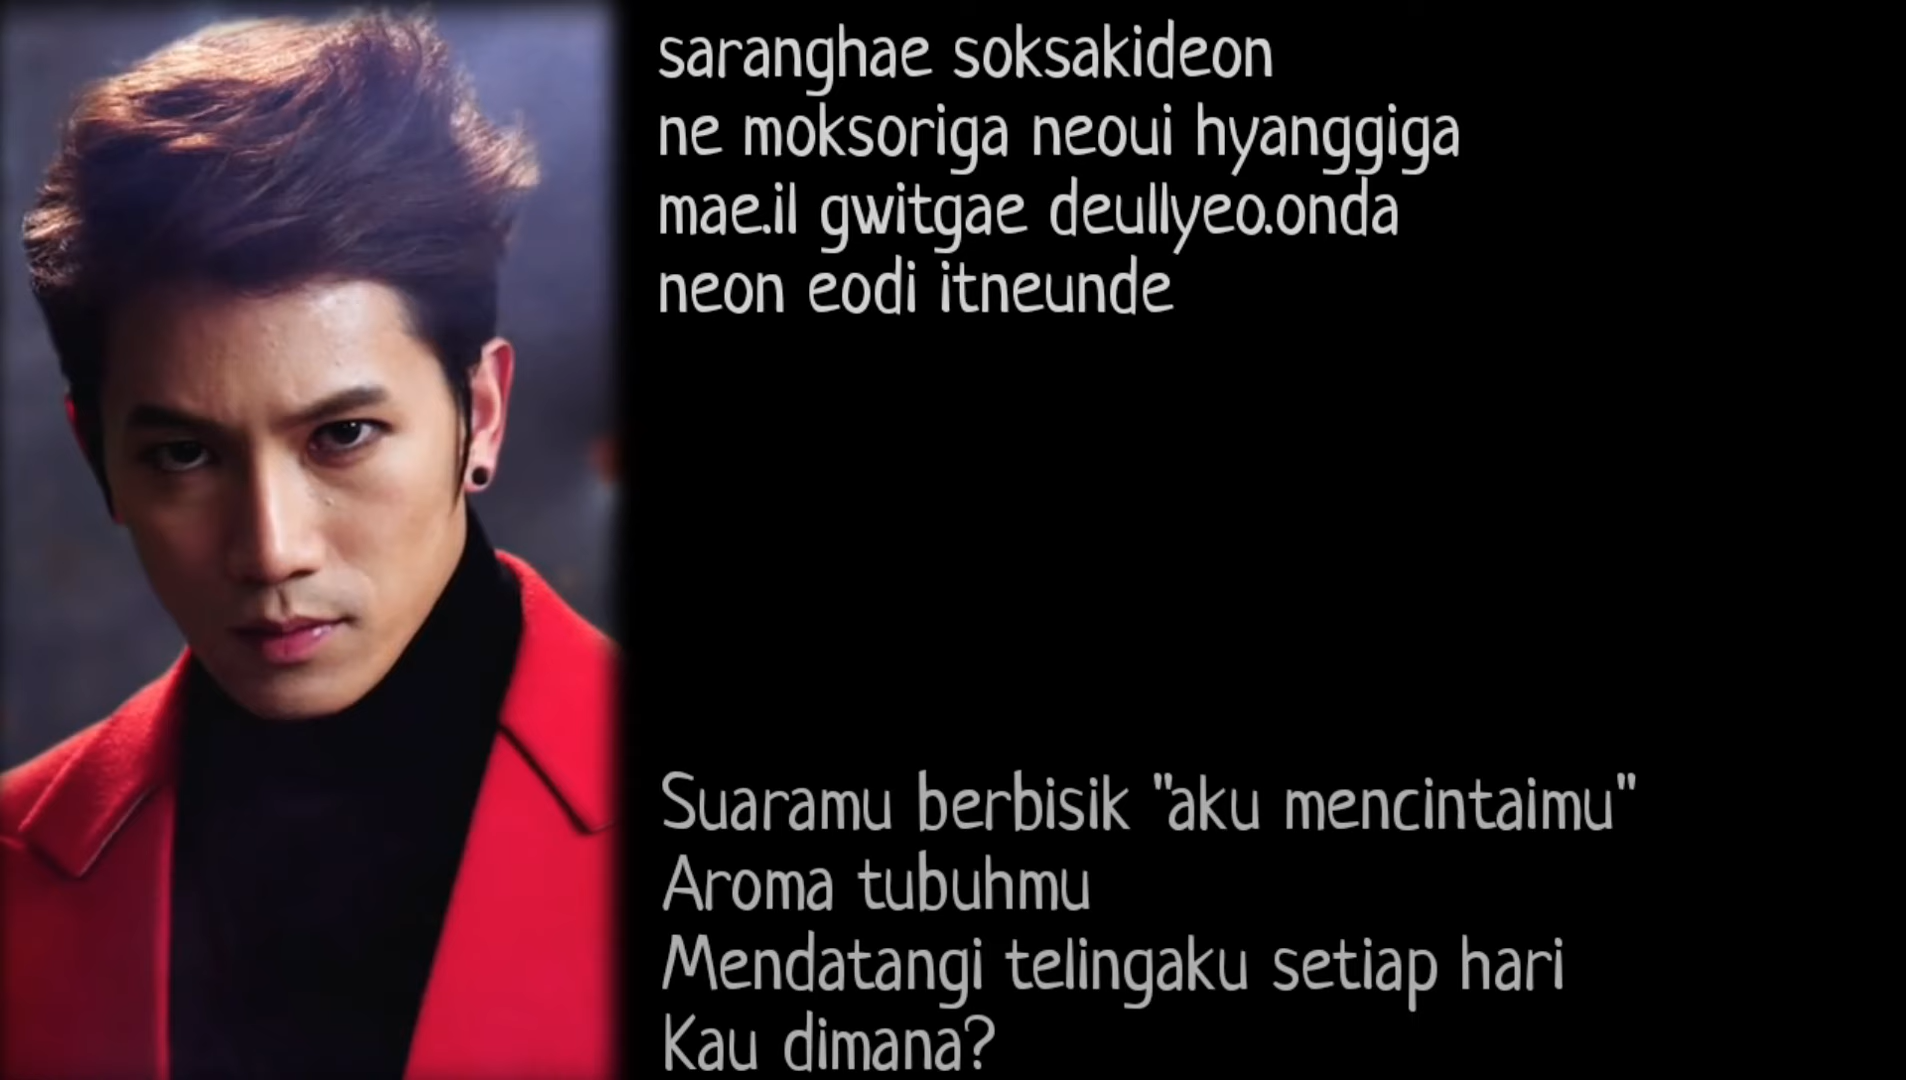 saranghae soksakideon
ne moksoriga neoui hyanggiga
mae.il gwitgae deullyeo.onda
neon eodi itneunde
Suaramu berbisik "aku mencintaimu"
Aroma tubuhmu
Mendatangi telingaku setiap hari
Kau dimana?